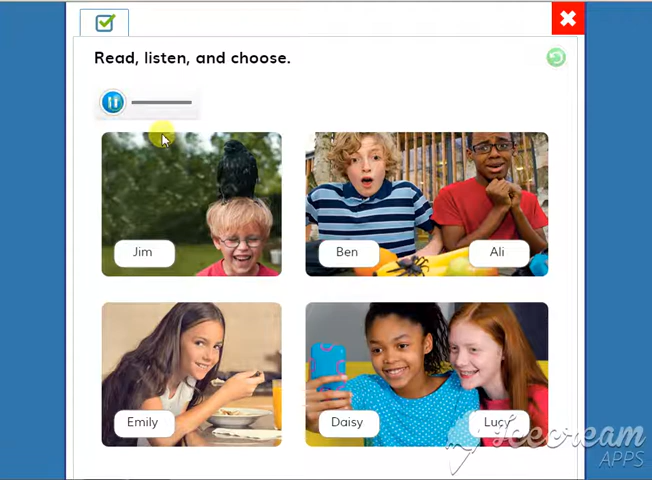 Read, listen, and choose.
Jim
Ben
Ali
Emily
Daisy
Lucy
Icecream
APPS